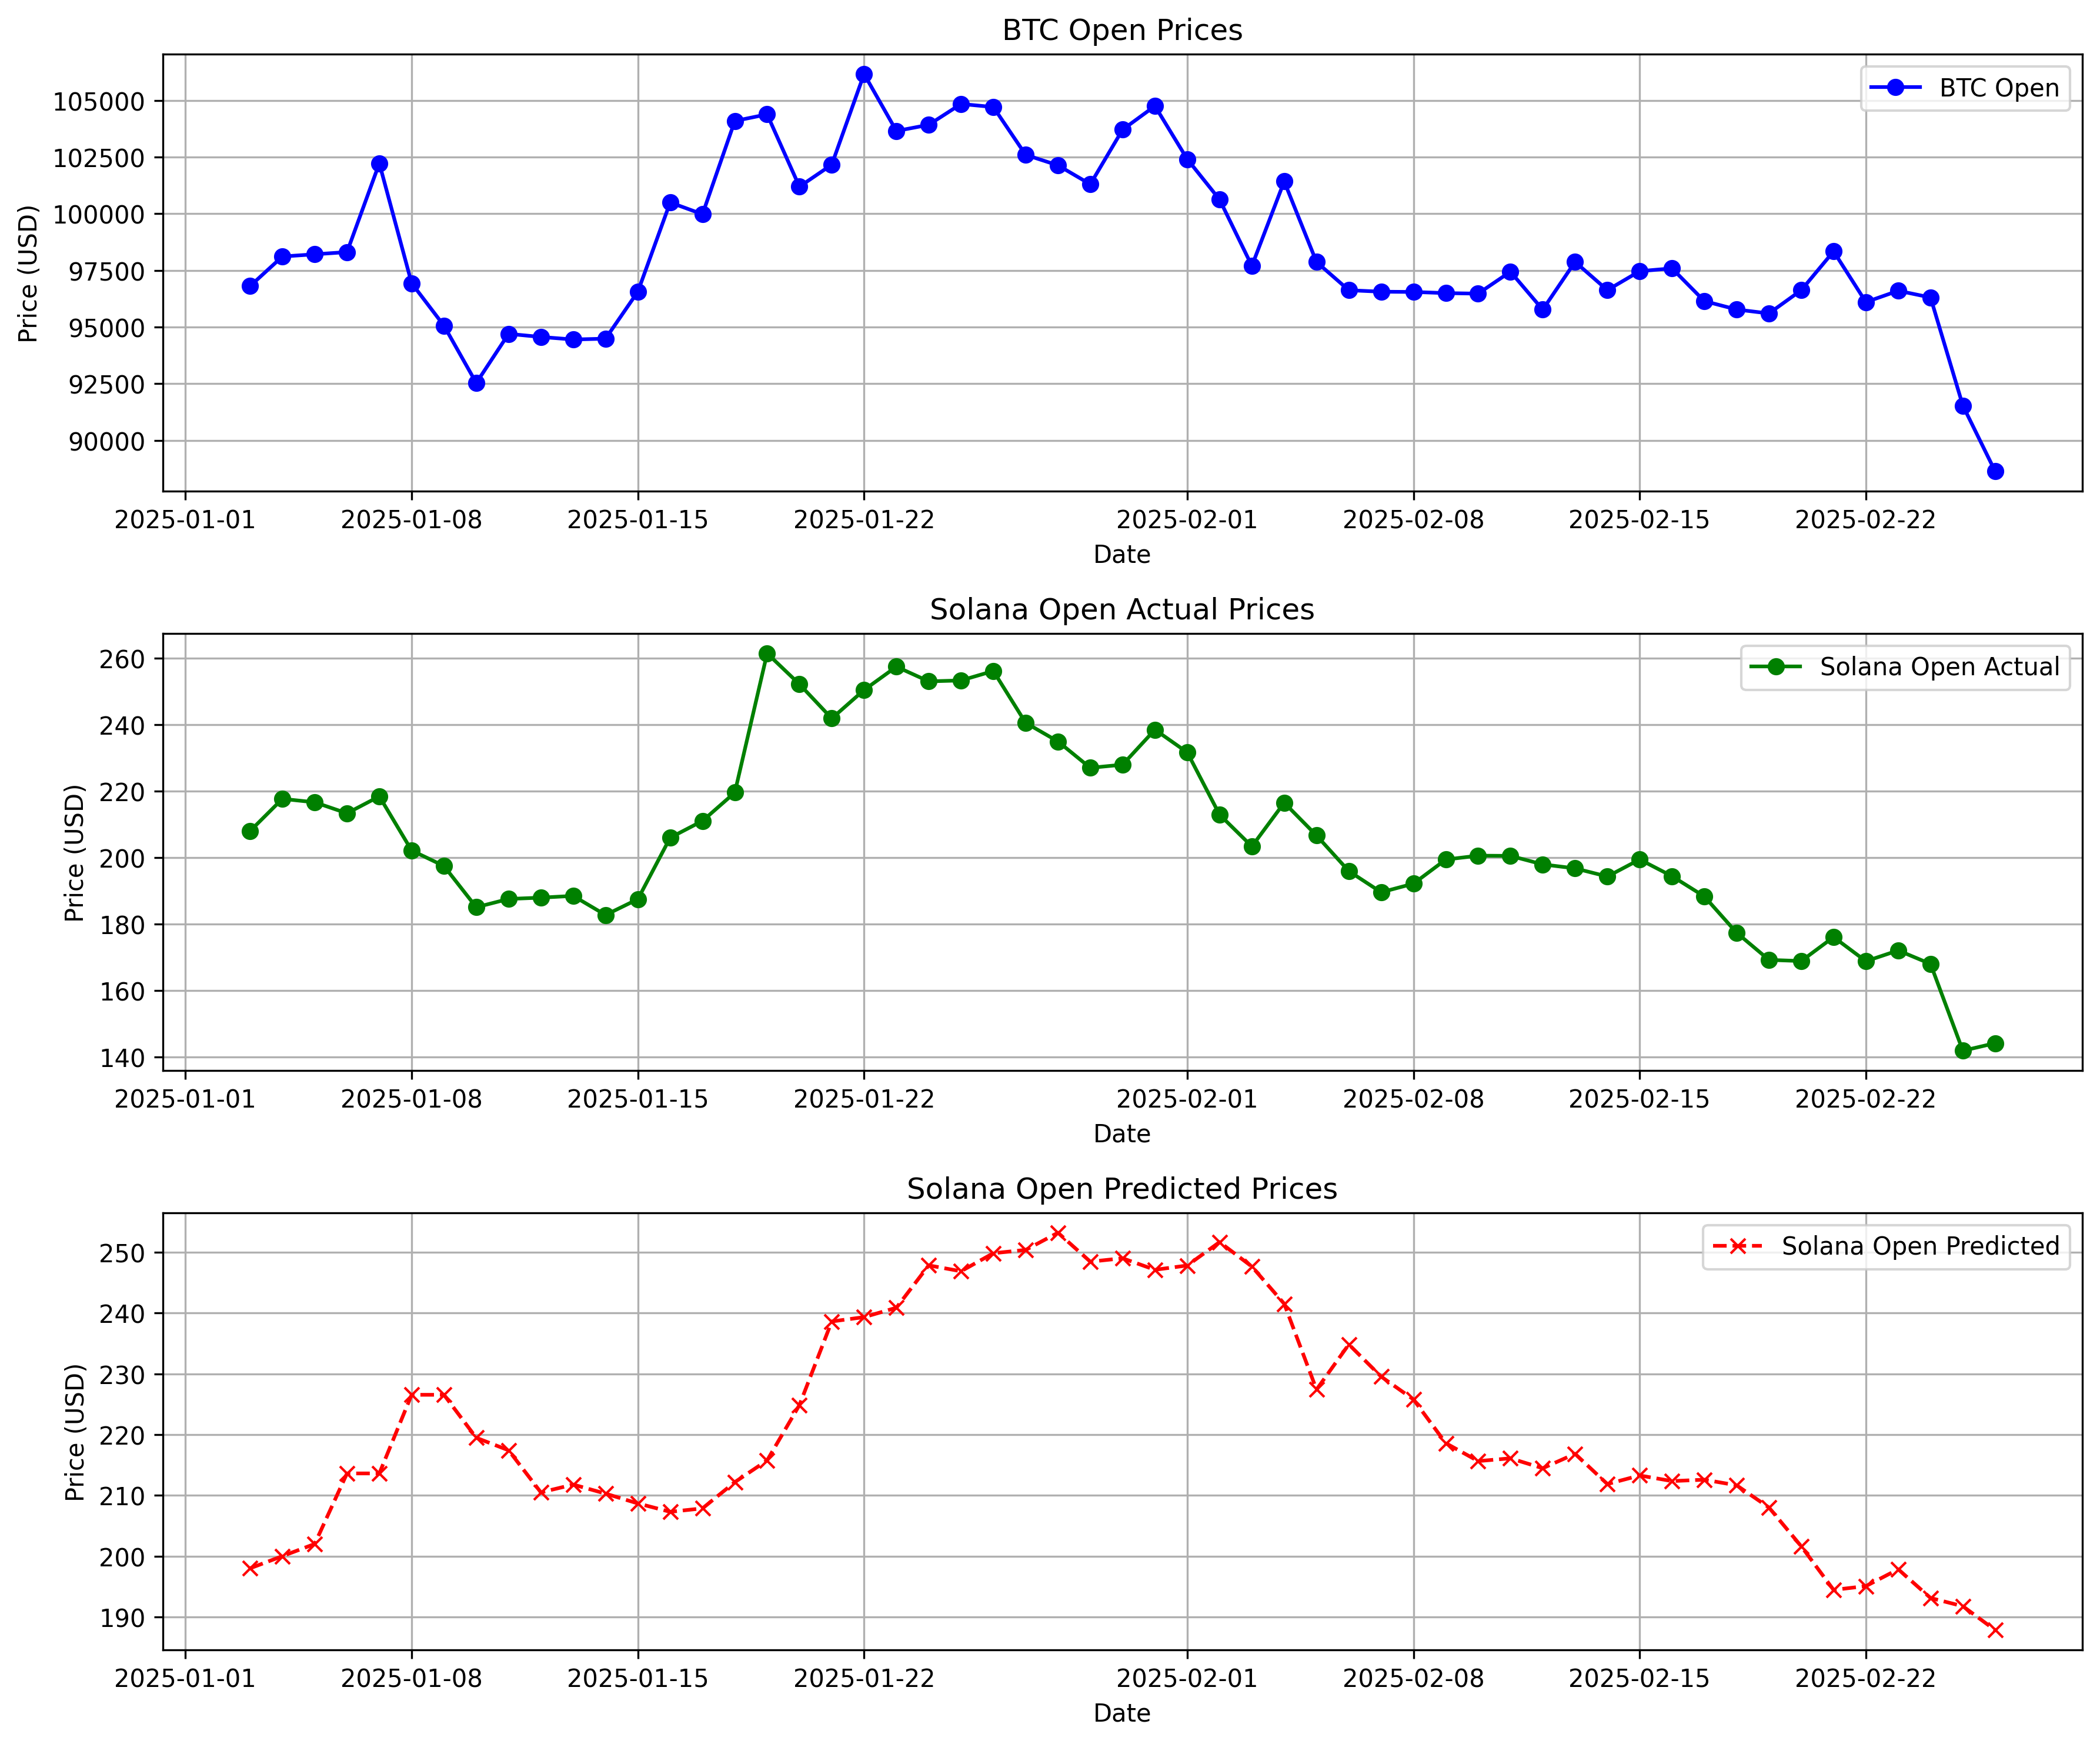 BTC Open Prices
BTC Open
105000
102500
100000
97500
95000
92500
90000
Price (USD)
2025-01-01 2025-01-08 2025-01-15 2025-01-22 2025-02-01 2025-02-08 2025-02-15 2025-02-22
Date
Solana Open Actual Prices
Solana Open Actual
260
240
220
200
180
160
140
Price (USD)
2025-01-01 2025-01-08 2025-01-15 2025-01-22 2025-02-01 2025-02-08 2025-02-15 2025-02-22
Date
Solana Open Predicted Prices
Solana Open Predicted
250
240
230
220
210
200
190
Price (USD)
2025-01-01 2025-01-08 2025-01-15 2025-01-22 2025-02-01 2025-02-08 2025-02-15 2025-02-22
Date